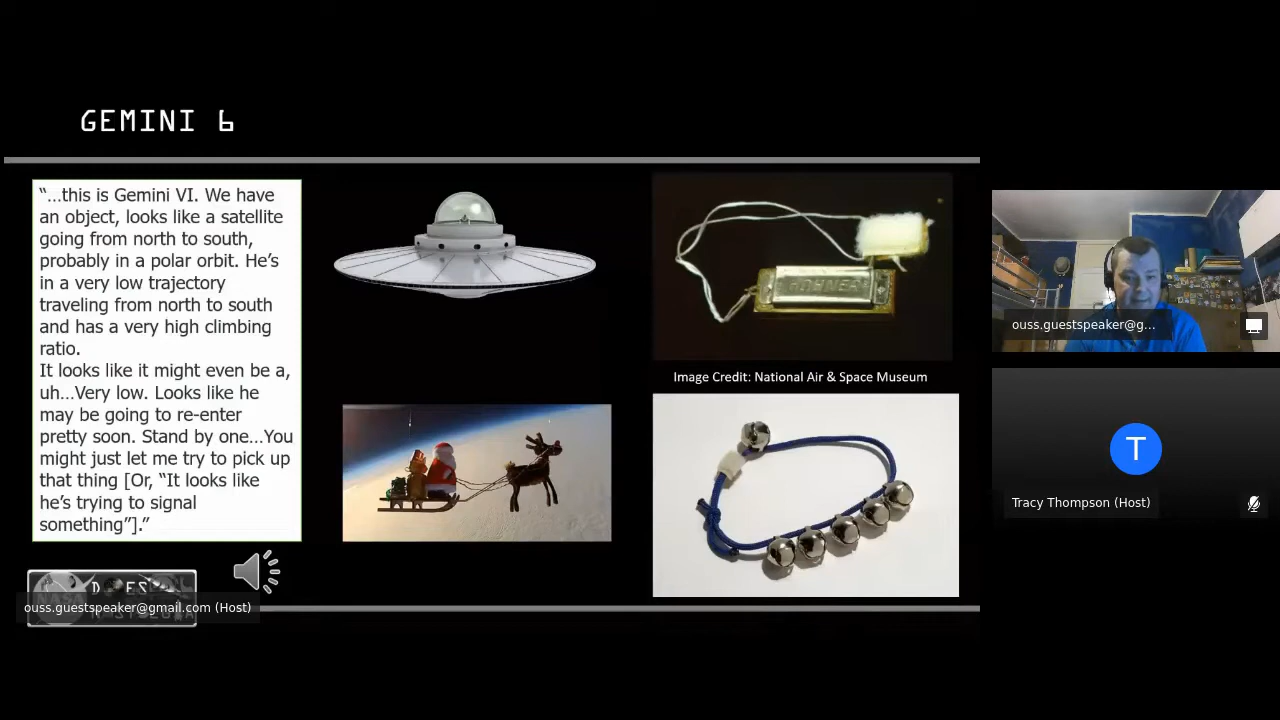 GEMINI 6
“…this is Gemini VI. We have
an object, looks like a satellite
going from north to south,
probably in a polar orbit. He’s
in a very low trajectory
traveling from north to south
and has a very high climbing
ratio.
It looks like it might even be a,
uh…Very low. Looks like he
may be going to re-enter
pretty soon. Stand by one…You
might just let me try to pick up
that thing [Or, “It looks like
he’s trying to signal
something”].”
HOHNER
Image Credit: National Air & Space Museum
ouss.guestspeaker@gmail.com (Host)
ouss.guestspeaker@g...
T
Tracy Thompson (Host)